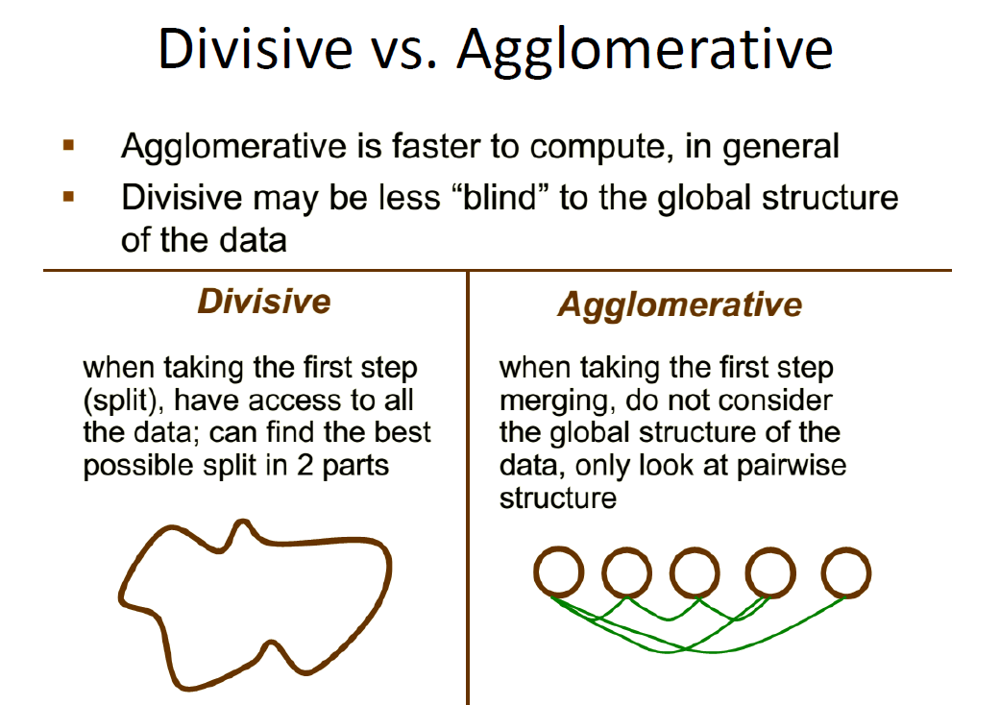 Divisive vs. Agglomerative
▪ Agglomerative is faster to compute, in general
▪ Divisive may be less “blind” to the global structure
of the data
Divisive
when taking the first step
(split), have access to all
the data; can find the best
possible split in 2 parts
Agglomerative
when taking the first step
merging, do not consider
the global structure of the
data, only look at pairwise
structure